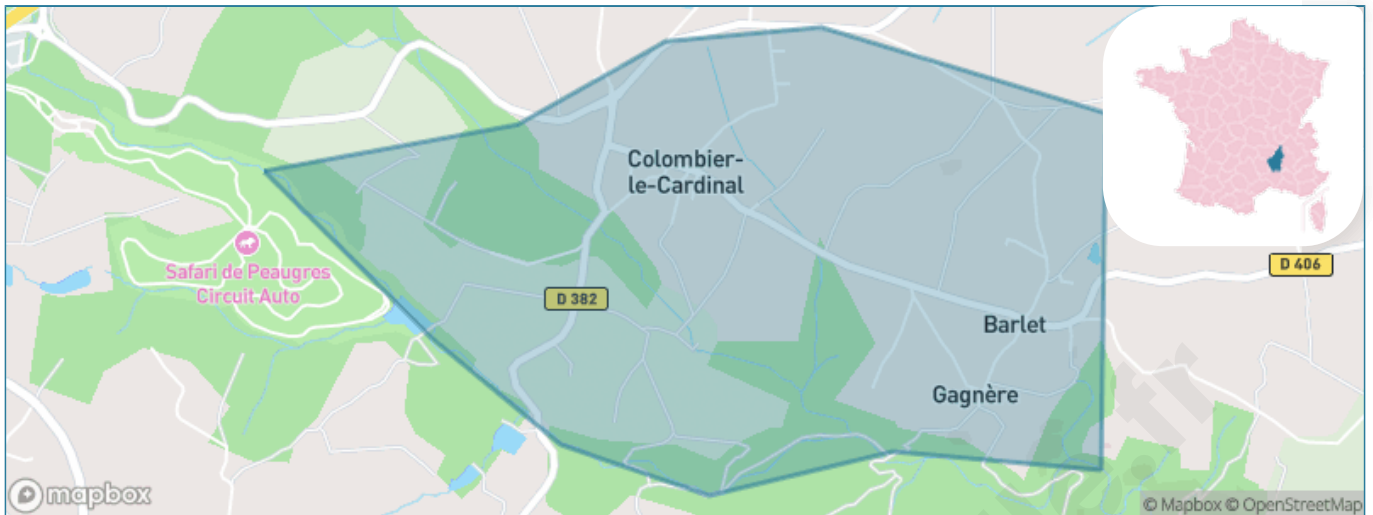 Colombier-
le-Cardinal
Safari de Peaugres
Circuit Auto
D 406
D 382
Barlet
Gagnère
mapbox
© Mapbox © OpenStreetMap